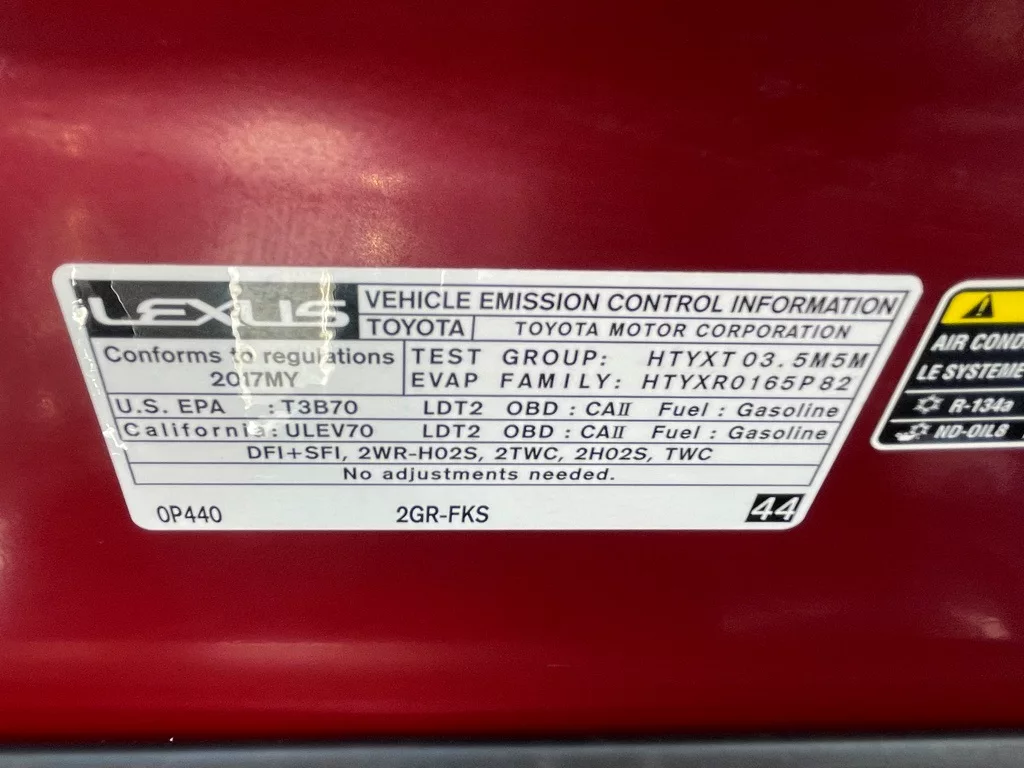 LEXUS
VEHICLE EMISSION CONTROL INFORMATION
TOYOTA TOYOTA MOTOR CORPORATION
Conforms to regulations
2017MY
TEST GROUP: HTYXT03.5M5M
EVAP FAMILY: HTYXR0165P82
U.S. EPA : T3B70 LDT2 OBD : CAII Fuel : Gasoline
California : ULEV70 LDT2 OBD : CAII Fuel : Gasoline
DFI+SFI, 2WR-HO2S, 2TWC, 2HO2S, TWC
No adjustments needed.
0P440 2GR-FKS 44
AIR COND
LE SYSTEME
R-134a
ND-OIL8